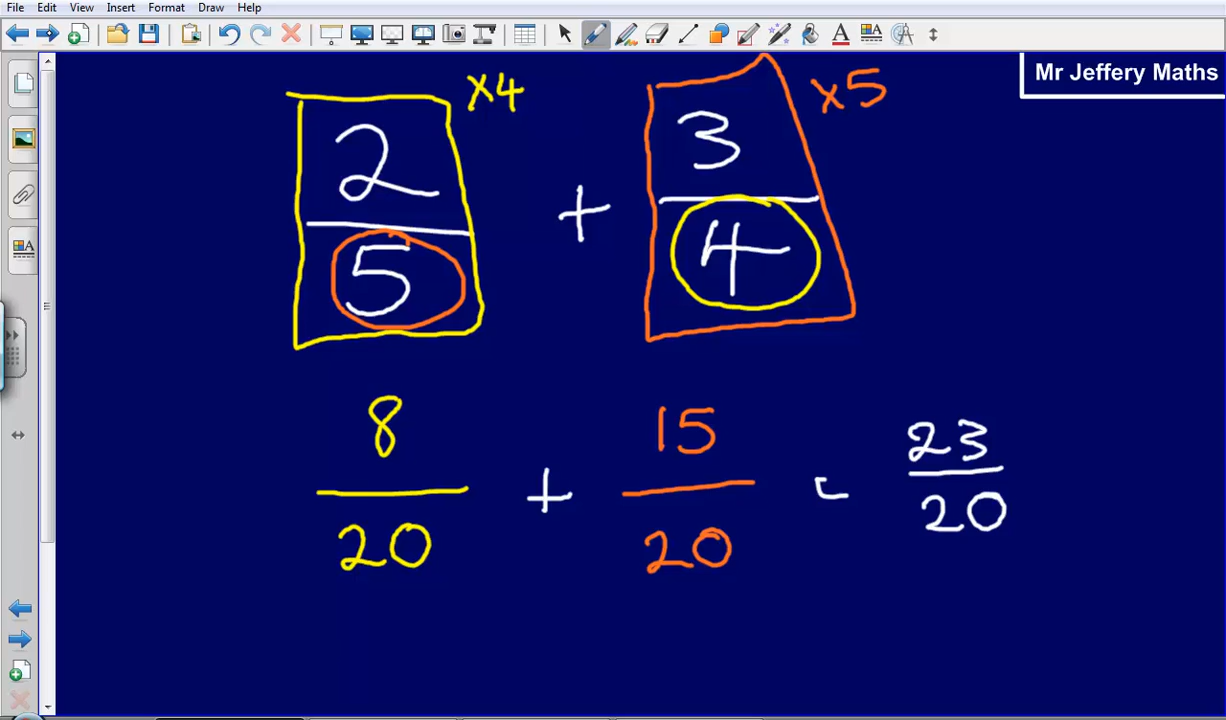 File Edit View Insert Format Draw Help
Mr Jeffery Maths
x4 x5
2 3
+
5 4
8 15 23
+ =
20 20 20